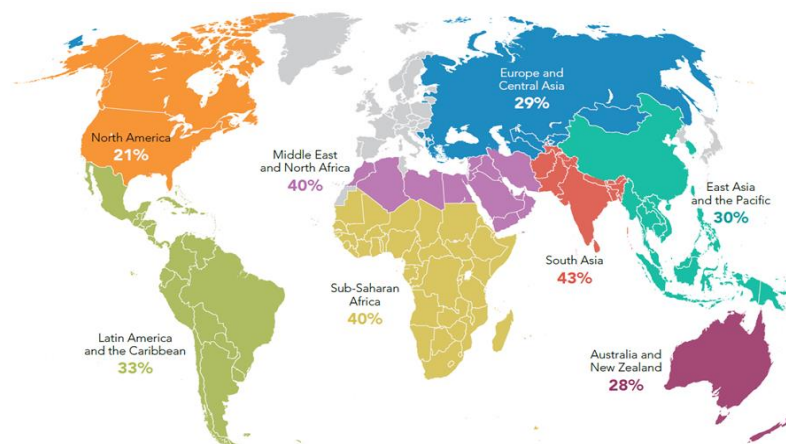 North America
21%
Europe and
Central Asia
29%
Middle East
and North Africa
40%
East Asia
and the Pacific
30%
South Asia
43%
Sub-Saharan
Africa
40%
Latin America
and the Caribbean
33%
Australia and
New Zealand
28%